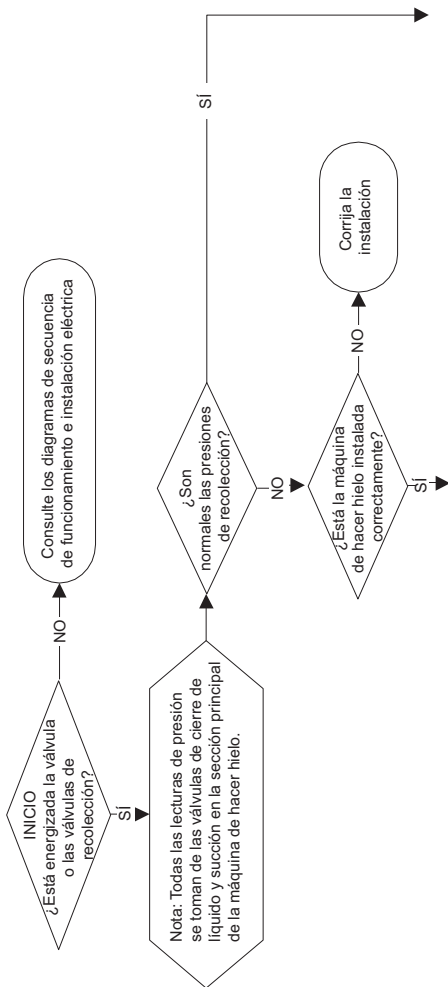 INICIO
¿Está energizada la válvula
o las válvulas de
recolección?
NO
Consulte los diagramas de secuencia
de funcionamiento e instalación eléctrica
SÍ
Nota: Todas las lecturas de presión
se toman de las válvulas de cierre de
líquido y succión en la sección principal
de la máquina de hacer hielo.
¿Son
normales las presiones
de recolección?
SÍ
NO
¿Está la máquina
de hacer hielo instalada
correctamente?
NO
Corrija la
instalación
SÍ